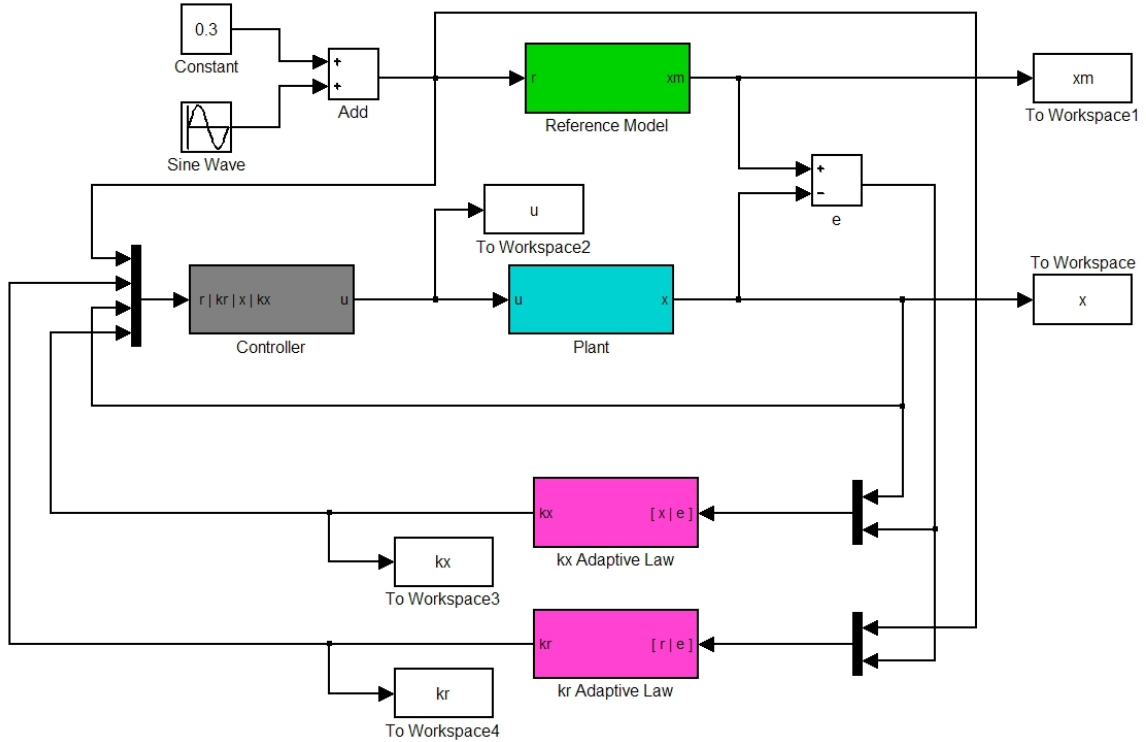 0.3
Constant
+
+
Add
Sine Wave
r
xm
Reference Model
xm
To Workspace1
+
−
e
u
To Workspace2
r | kr | x | kx
u
Controller
u
x
Plant
To Workspace
x
kx
[ x | e ]
kx Adaptive Law
kx
To Workspace3
kr
[ r | e ]
kr Adaptive Law
kr
To Workspace4